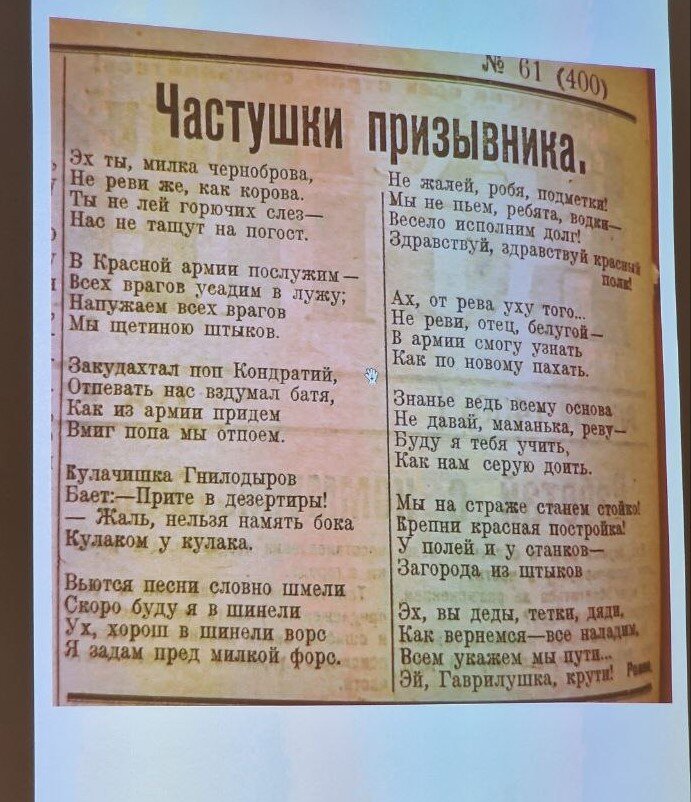 № 61 (400)
Частушки призывника.
Эх ты, милка черноброва,
Не реви же, как корова.
Ты не лей горючих слез—
Нас не тащут на погост.
В Красной армии послужим—
Всех врагов усадим в лужу;
Напужаем всех врагов
Мы щетиною штыков.
Закудахтал поп Кондратий,
Отпевать нас вздумал батя,
Как из армии придем
Вмиг попа мы отпоем.
Кулачишка Гнилодыров
Бает:—Прите в дезертиры!
— Жаль, нельзя намять бока
Кулаком у кулака.
Вьются песни словно шмели
Скоро буду я в шинели
Ух, хорош в шинели ворс
Я задам пред милкой форс.
Не жалей, робя, подметки!
Мы не пьем, ребята, водки—
Весело исполним долг!
Здравствуй, здравствуй красный
полк!
Ах, от рева уху того...
Не реви, отец, белугой—
В армии смогу узнать
Как по новому пахать.
Знанье ведь всему основа
Не давай, маманька, реву—
Буду я тебя учить,
Как нам серую доить.
Мы на страже станем стойко!
Крепни красная постройка!
У полей и у станков—
Загорода из штыков
Эх, вы деды, тетки, дяди,
Как вернемся—все наладим,
Всем укажем мы пути...
Эй, Гаврилушка, крути!